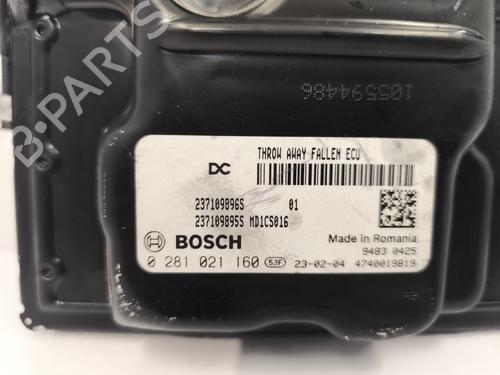 B-PARTS
1055944486
DC
THROW AWAY FALLEN ECU
237109896S 01
237109895S MD1CS016
BOSCH
Made in Romania
9483 0425
0 281 021 160 53F 23-02-04 4740019819